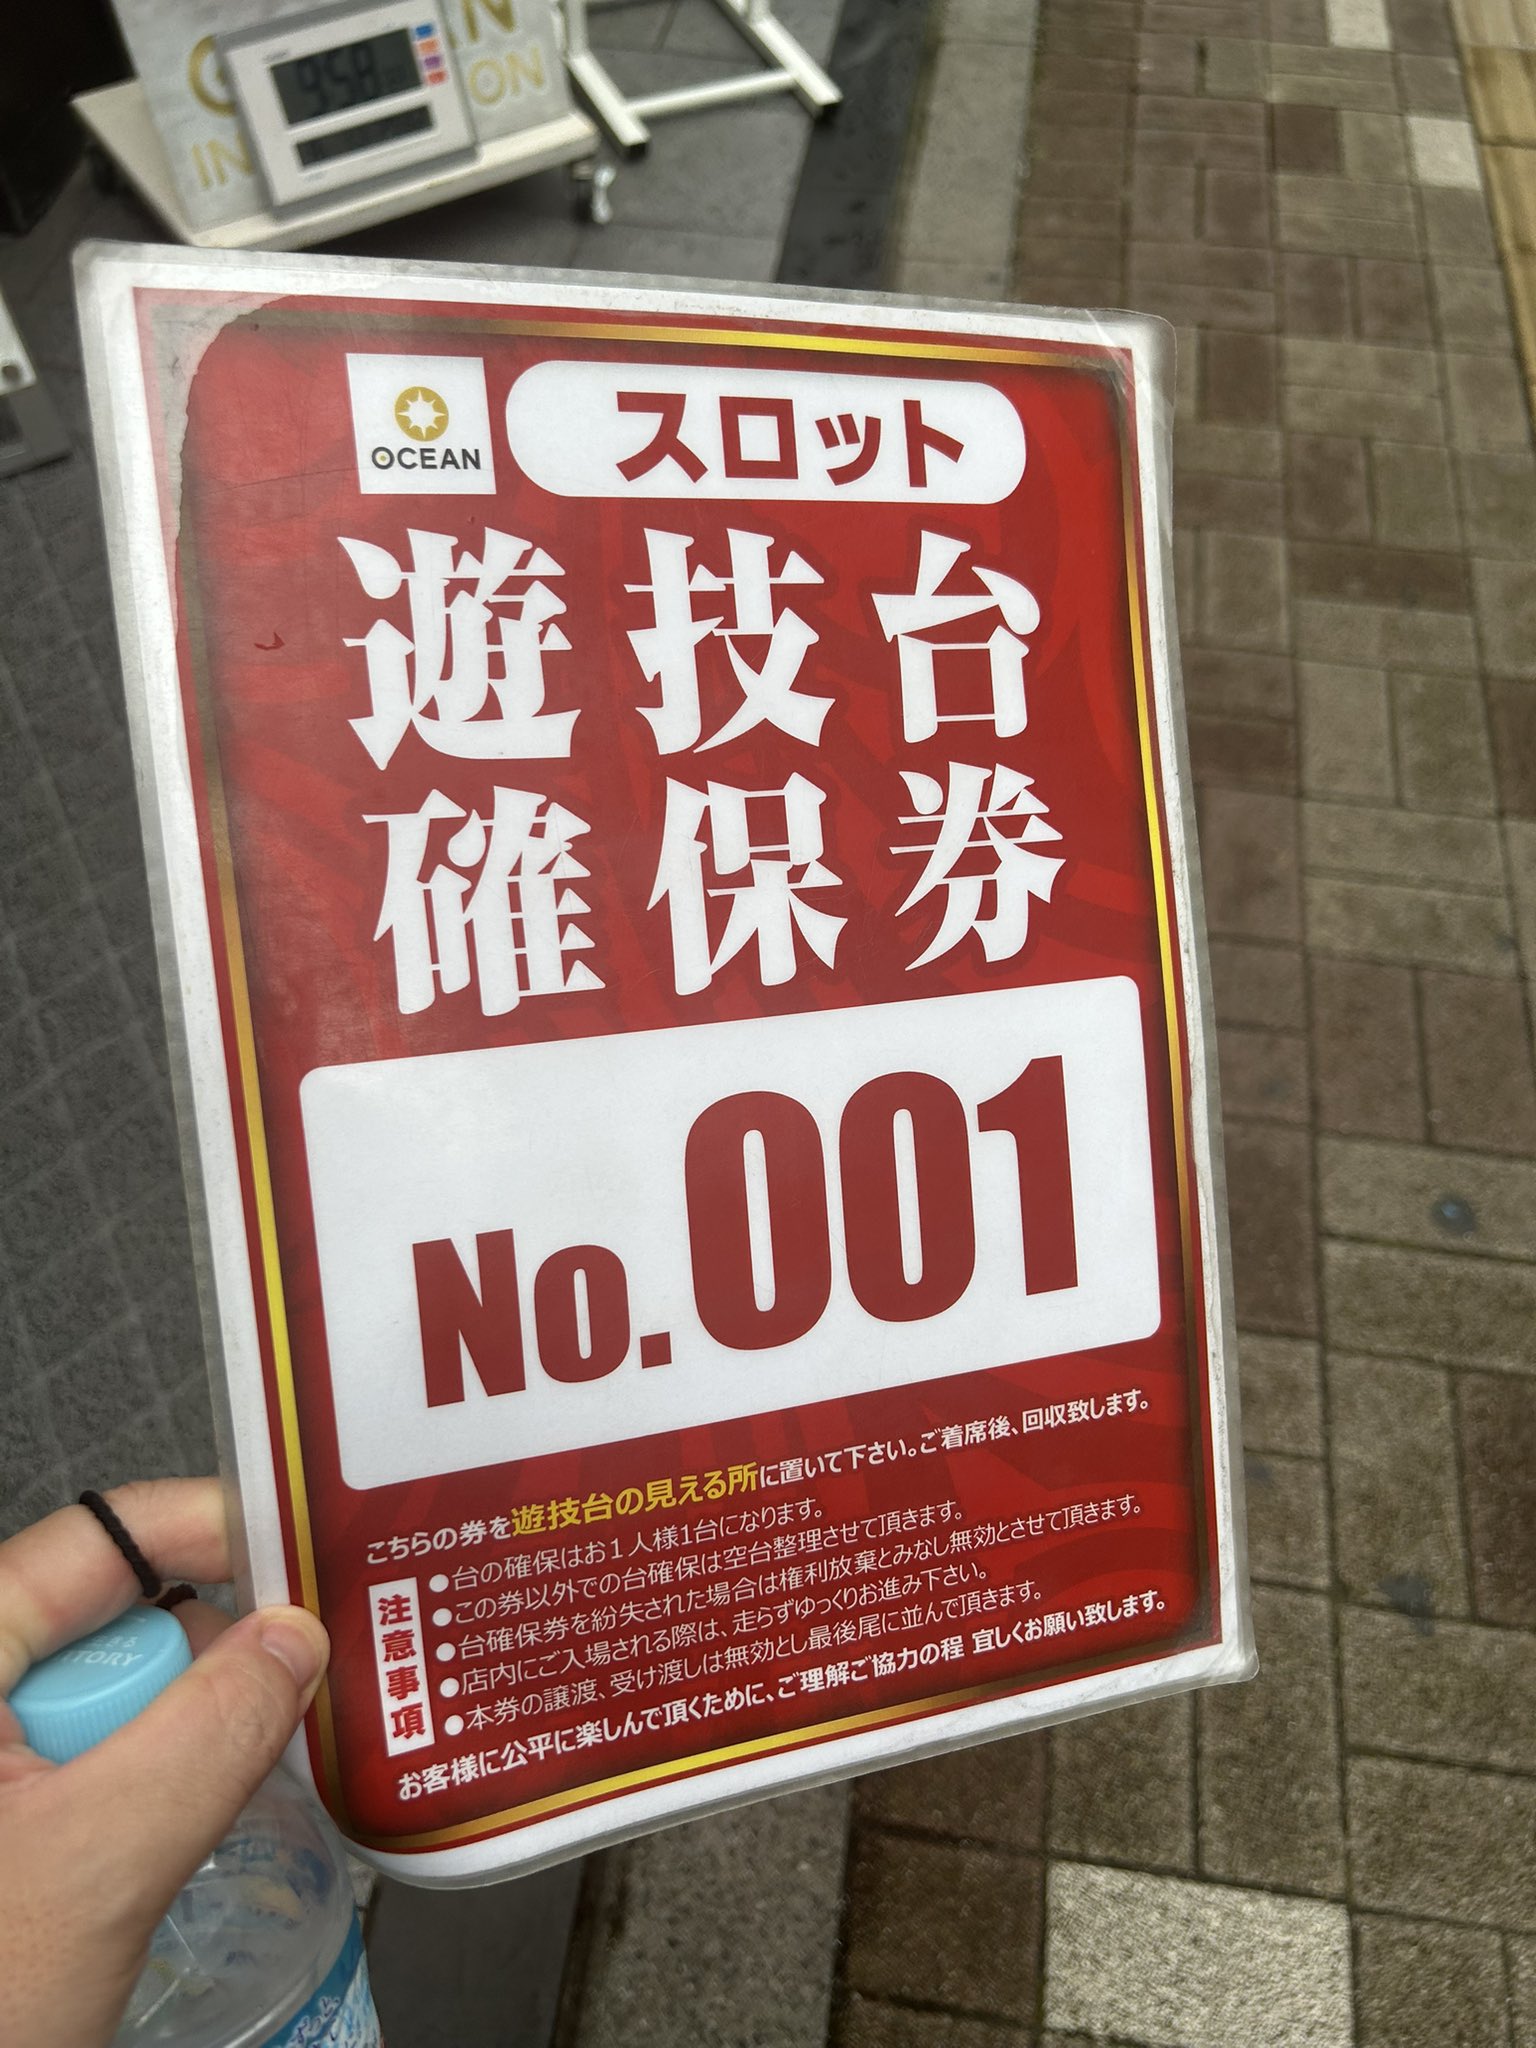 9:58
OCEAN
スロット
遊技台
確保券
No.001
こちらの券を遊技台の見える所に置いて下さい。ご着席後、回収致します。
注意事項
●台の確保はお１人様1台になります。
●この券以外での台確保は空台整理させて頂きます。
●台確保券を紛失された場合は権利放棄とみなし無効とさせて頂きます。
●店内にご入場される際は、走らずゆっくりお進み下さい。
●本券の譲渡、受け渡しは無効とし最後尾に並んで頂きます。
お客様に公平に楽しんで頂くために、ご理解ご協力の程 宜しくお願い致します。